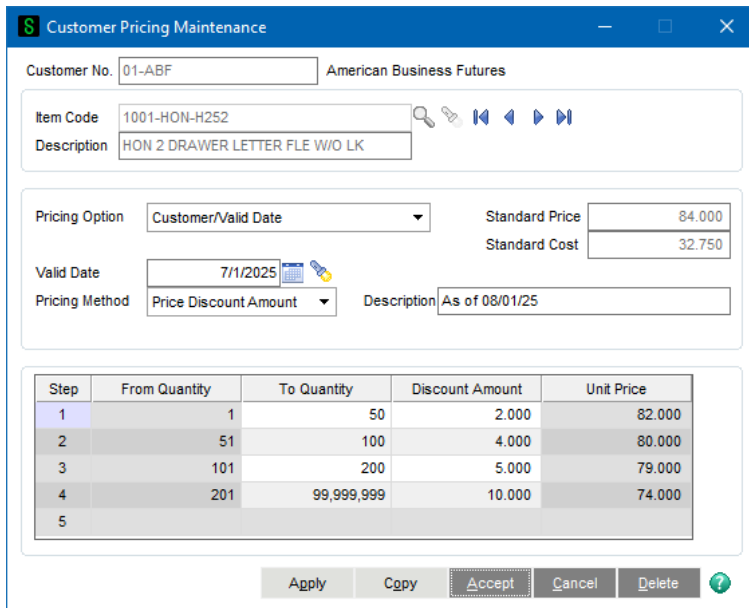 S Customer Pricing Maintenance
Customer No. 01-ABF American Business Futures
Item Code 1001-HON-H252
Description HON 2 DRAWER LETTER FLE W/O LK
Pricing Option Customer/Valid Date Standard Price 84.000
Standard Cost 32.750
Valid Date 7/1/2025
Pricing Method Price Discount Amount Description As of 08/01/25
Step From Quantity To Quantity Discount Amount Unit Price
1 1 50 2.000 82.000
2 51 100 4.000 80.000
3 101 200 5.000 79.000
4 201 99,999,999 10.000 74.000
5
Apply Copy Accept Cancel Delete ?